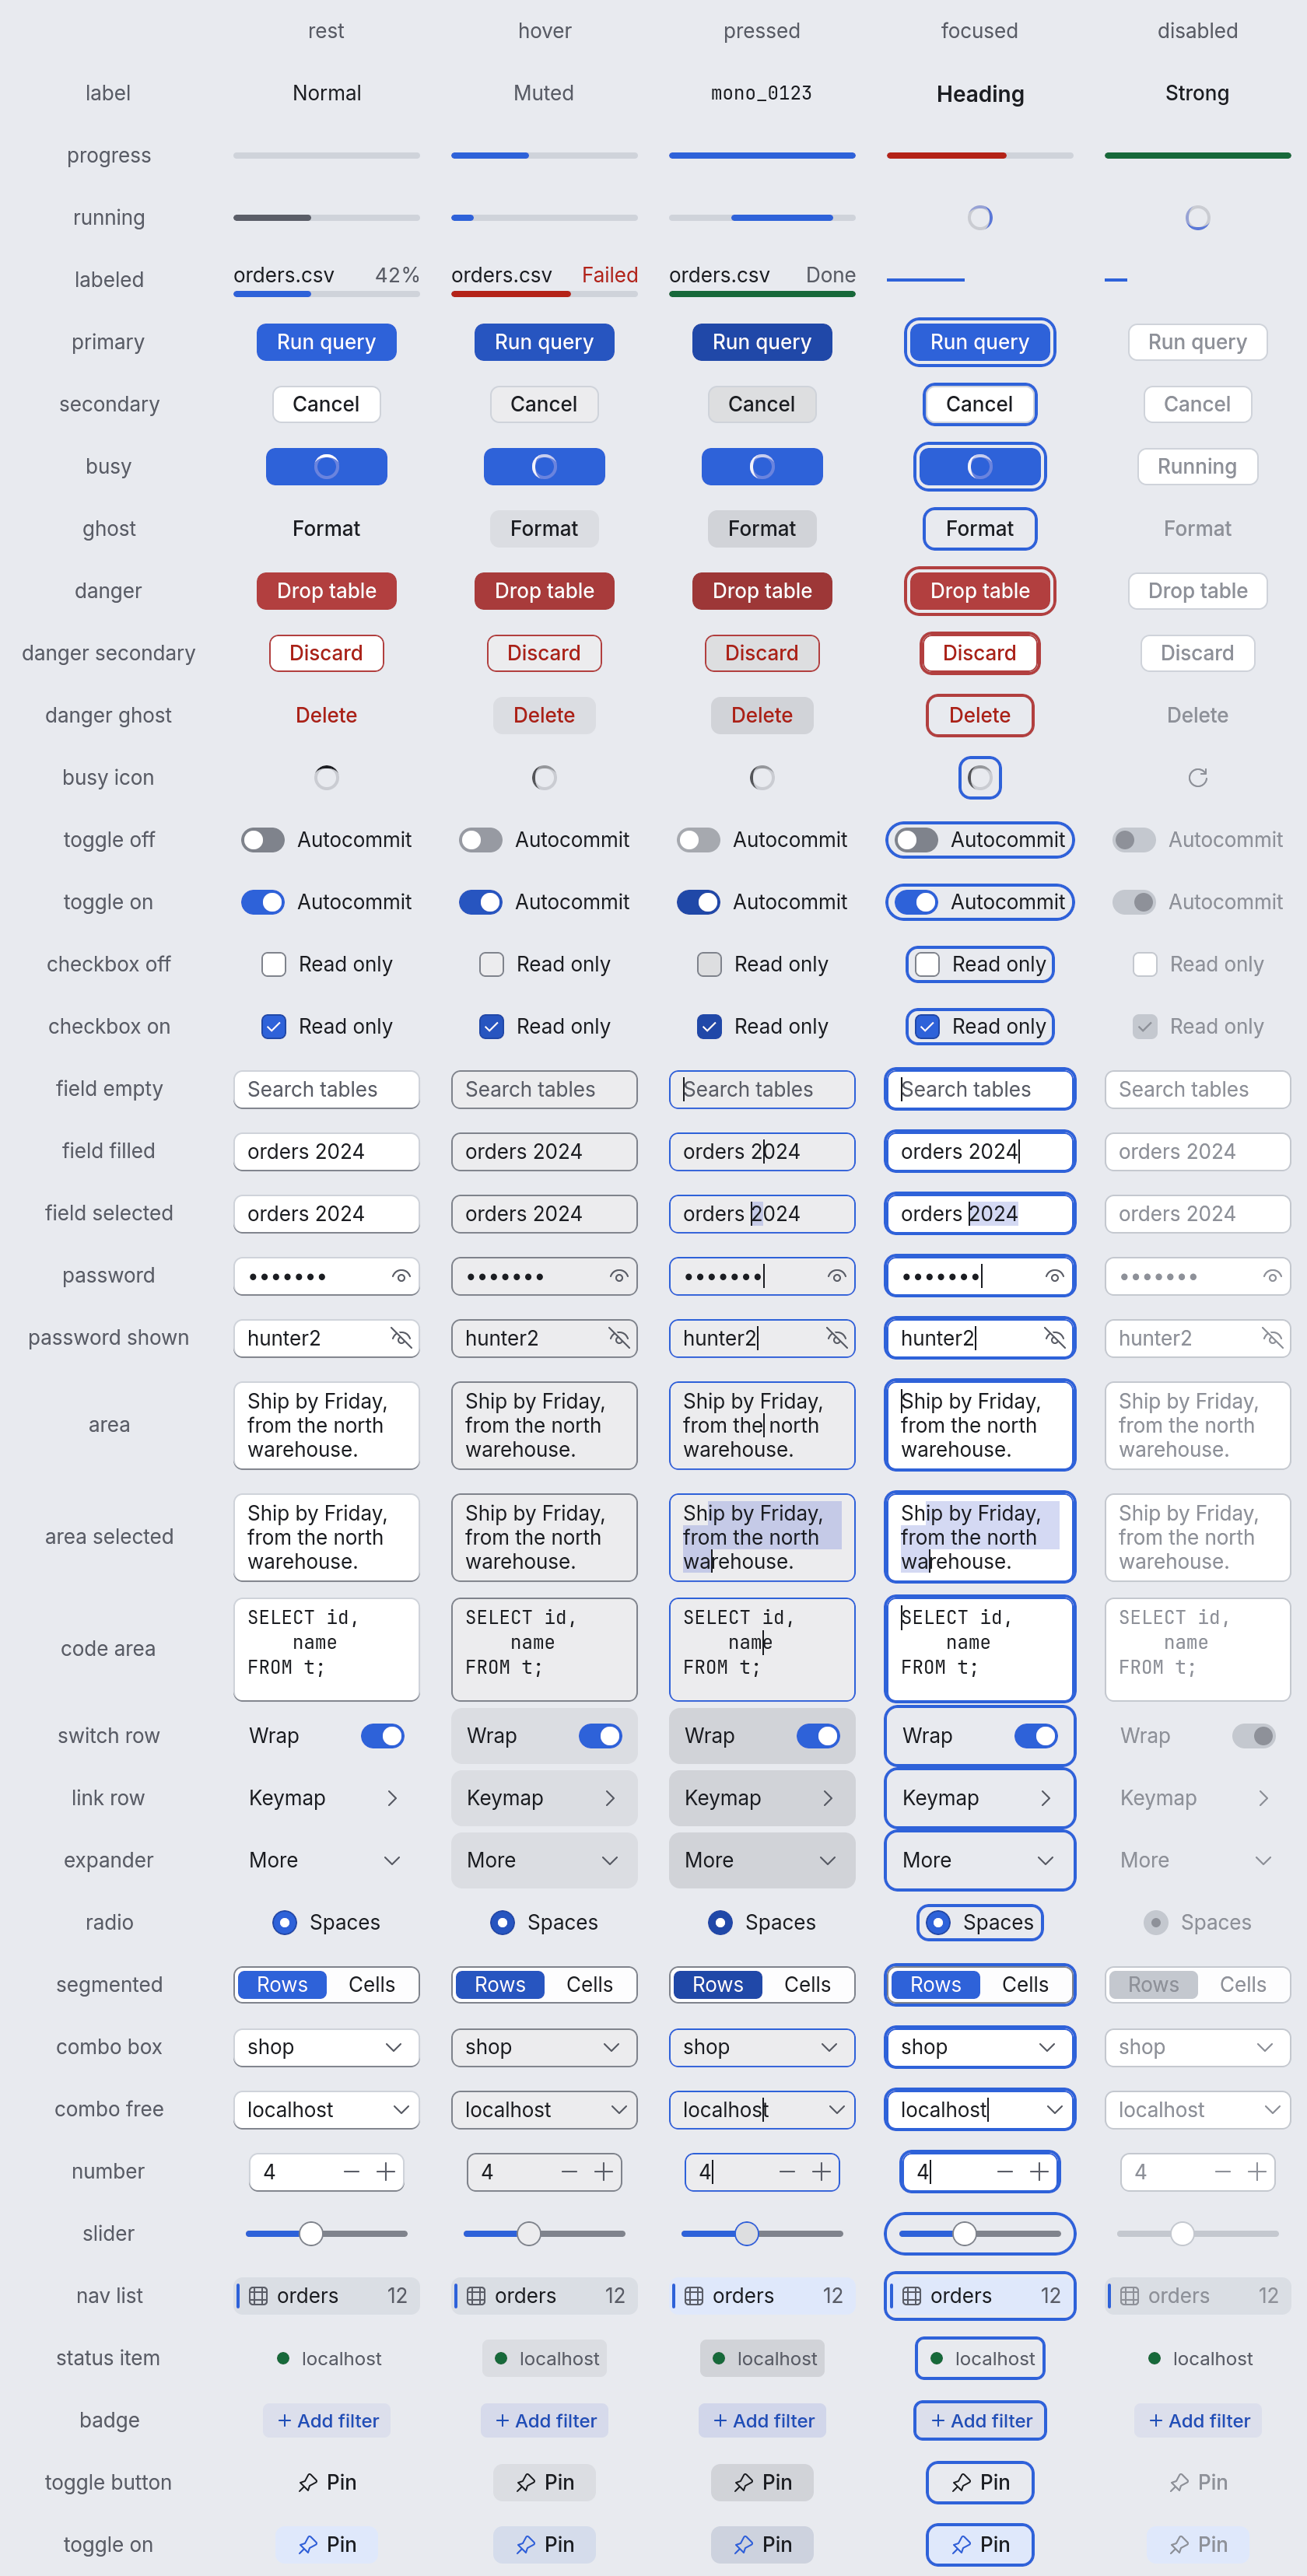 rest hover pressed focused disabled
label Normal Muted mono_0123 Heading Strong
progress
running
labeled orders.csv 42% orders.csv Failed orders.csv Done
primary Run query Run query Run query Run query Run query
secondary Cancel Cancel Cancel Cancel Cancel
busy Running
ghost Format Format Format Format Format
danger Drop table Drop table Drop table Drop table Drop table
danger secondary Discard Discard Discard Discard Discard
danger ghost Delete Delete Delete Delete Delete
busy icon
toggle off Autocommit Autocommit Autocommit Autocommit Autocommit
toggle on Autocommit Autocommit Autocommit Autocommit Autocommit
checkbox off Read only Read only Read only Read only Read only
checkbox on Read only Read only Read only Read only Read only
field empty Search tables Search tables Search tables Search tables Search tables
field filled orders 2024 orders 2024 orders 2024 orders 2024 orders 2024
field selected orders 2024 orders 2024 orders 2024 orders 2024 orders 2024
password ••••••• ••••••• ••••••• ••••••• •••••••
password shown hunter2 hunter2 hunter2 hunter2 hunter2
Ship by Friday, Ship by Friday, Ship by Friday, Ship by Friday, Ship by Friday,
area from the north from the north from the north from the north from the north
warehouse. warehouse. warehouse. warehouse. warehouse.
Ship by Friday, Ship by Friday, Ship by Friday, Ship by Friday, Ship by Friday,
area selected from the north from the north from the north from the north from the north
warehouse. warehouse. warehouse. warehouse. warehouse.
SELECT id, SELECT id, SELECT id, SELECT id, SELECT id,
code area name name name name name
FROM t; FROM t; FROM t; FROM t; FROM t;
switch row Wrap Wrap Wrap Wrap Wrap
link row Keymap Keymap Keymap Keymap Keymap
expander More More More More More
radio Spaces Spaces Spaces Spaces Spaces
segmented Rows Cells Rows Cells Rows Cells Rows Cells Rows Cells
combo box shop shop shop shop shop
combo free localhost localhost localhost localhost localhost
number 4 4 4 4 4
slider
nav list orders 12 orders 12 orders 12 orders 12 orders 12
status item localhost localhost localhost localhost localhost
badge + Add filter + Add filter + Add filter + Add filter + Add filter
toggle button Pin Pin Pin Pin Pin
toggle on Pin Pin Pin Pin Pin